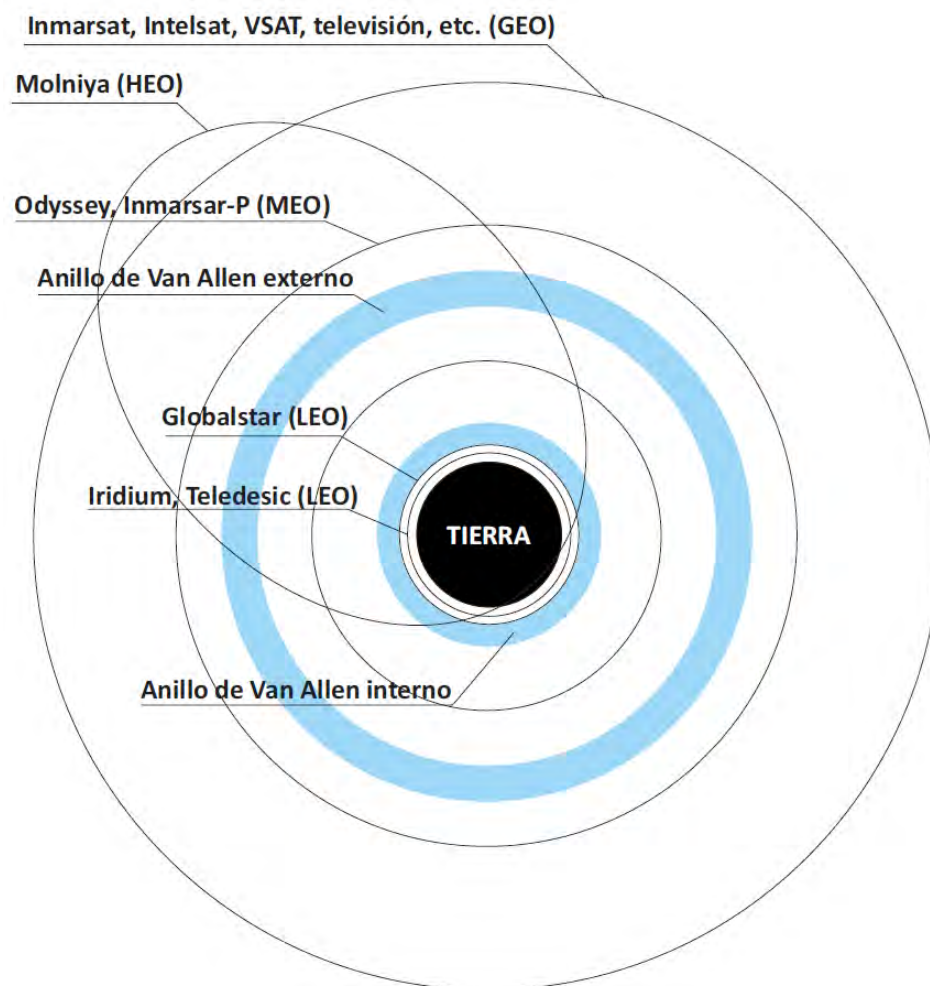 Inmarsat, Intelsat, VSAT, televisión, etc. (GEO)
Molniya (HEO)
Odyssey, Inmarsar-P (MEO)
Anillo de Van Allen externo
Globalstar (LEO)
Iridium, Teledesic (LEO)
TIERRA
Anillo de Van Allen interno